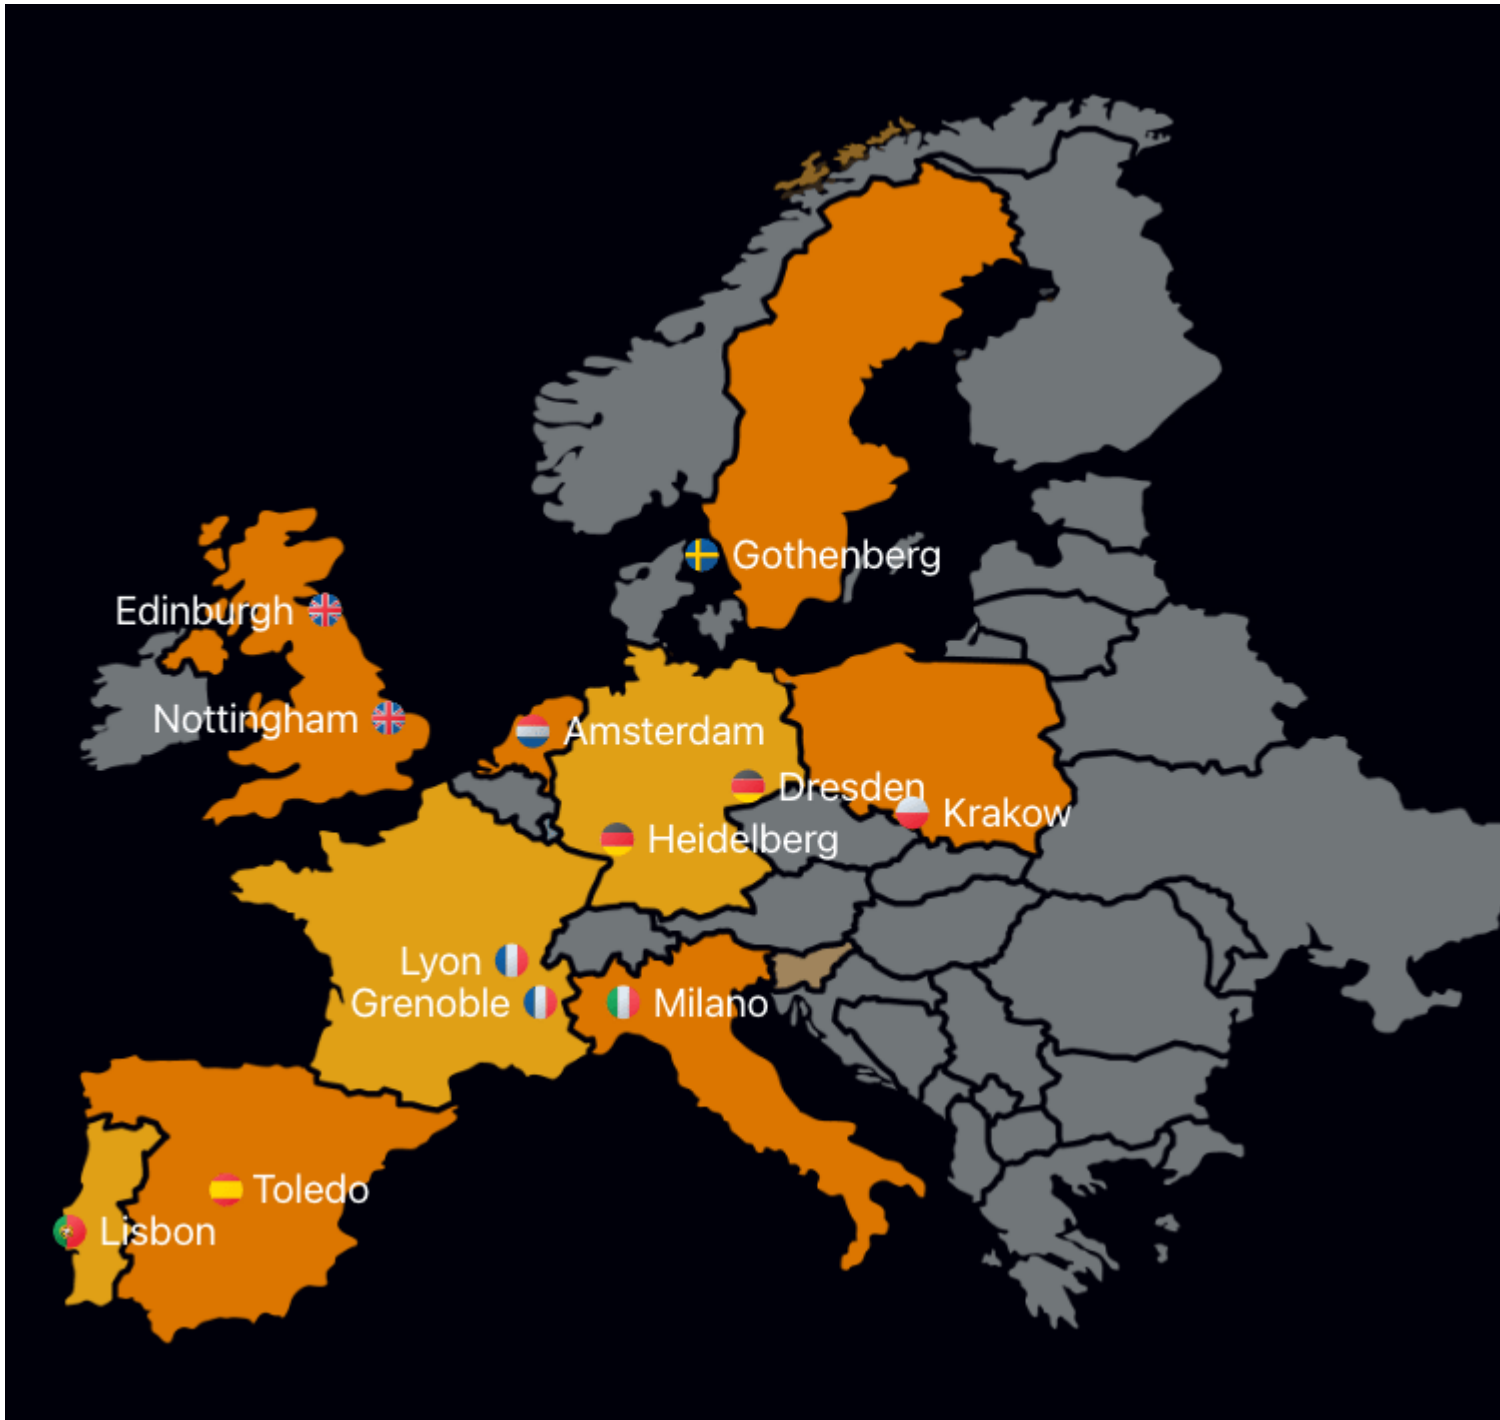 Gothenberg
Edinburgh
Nottingham
Amsterdam
Dresden
Krakow
Heidelberg
Lyon
Grenoble
Milano
Toledo
Lisbon